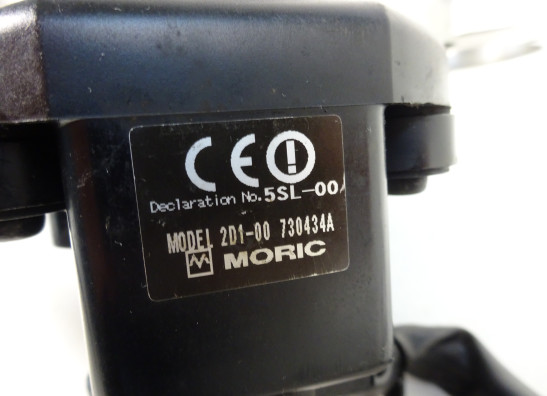 CE
Declaration No.5SL-00
MODEL 2D1-00 730434A
MORIC